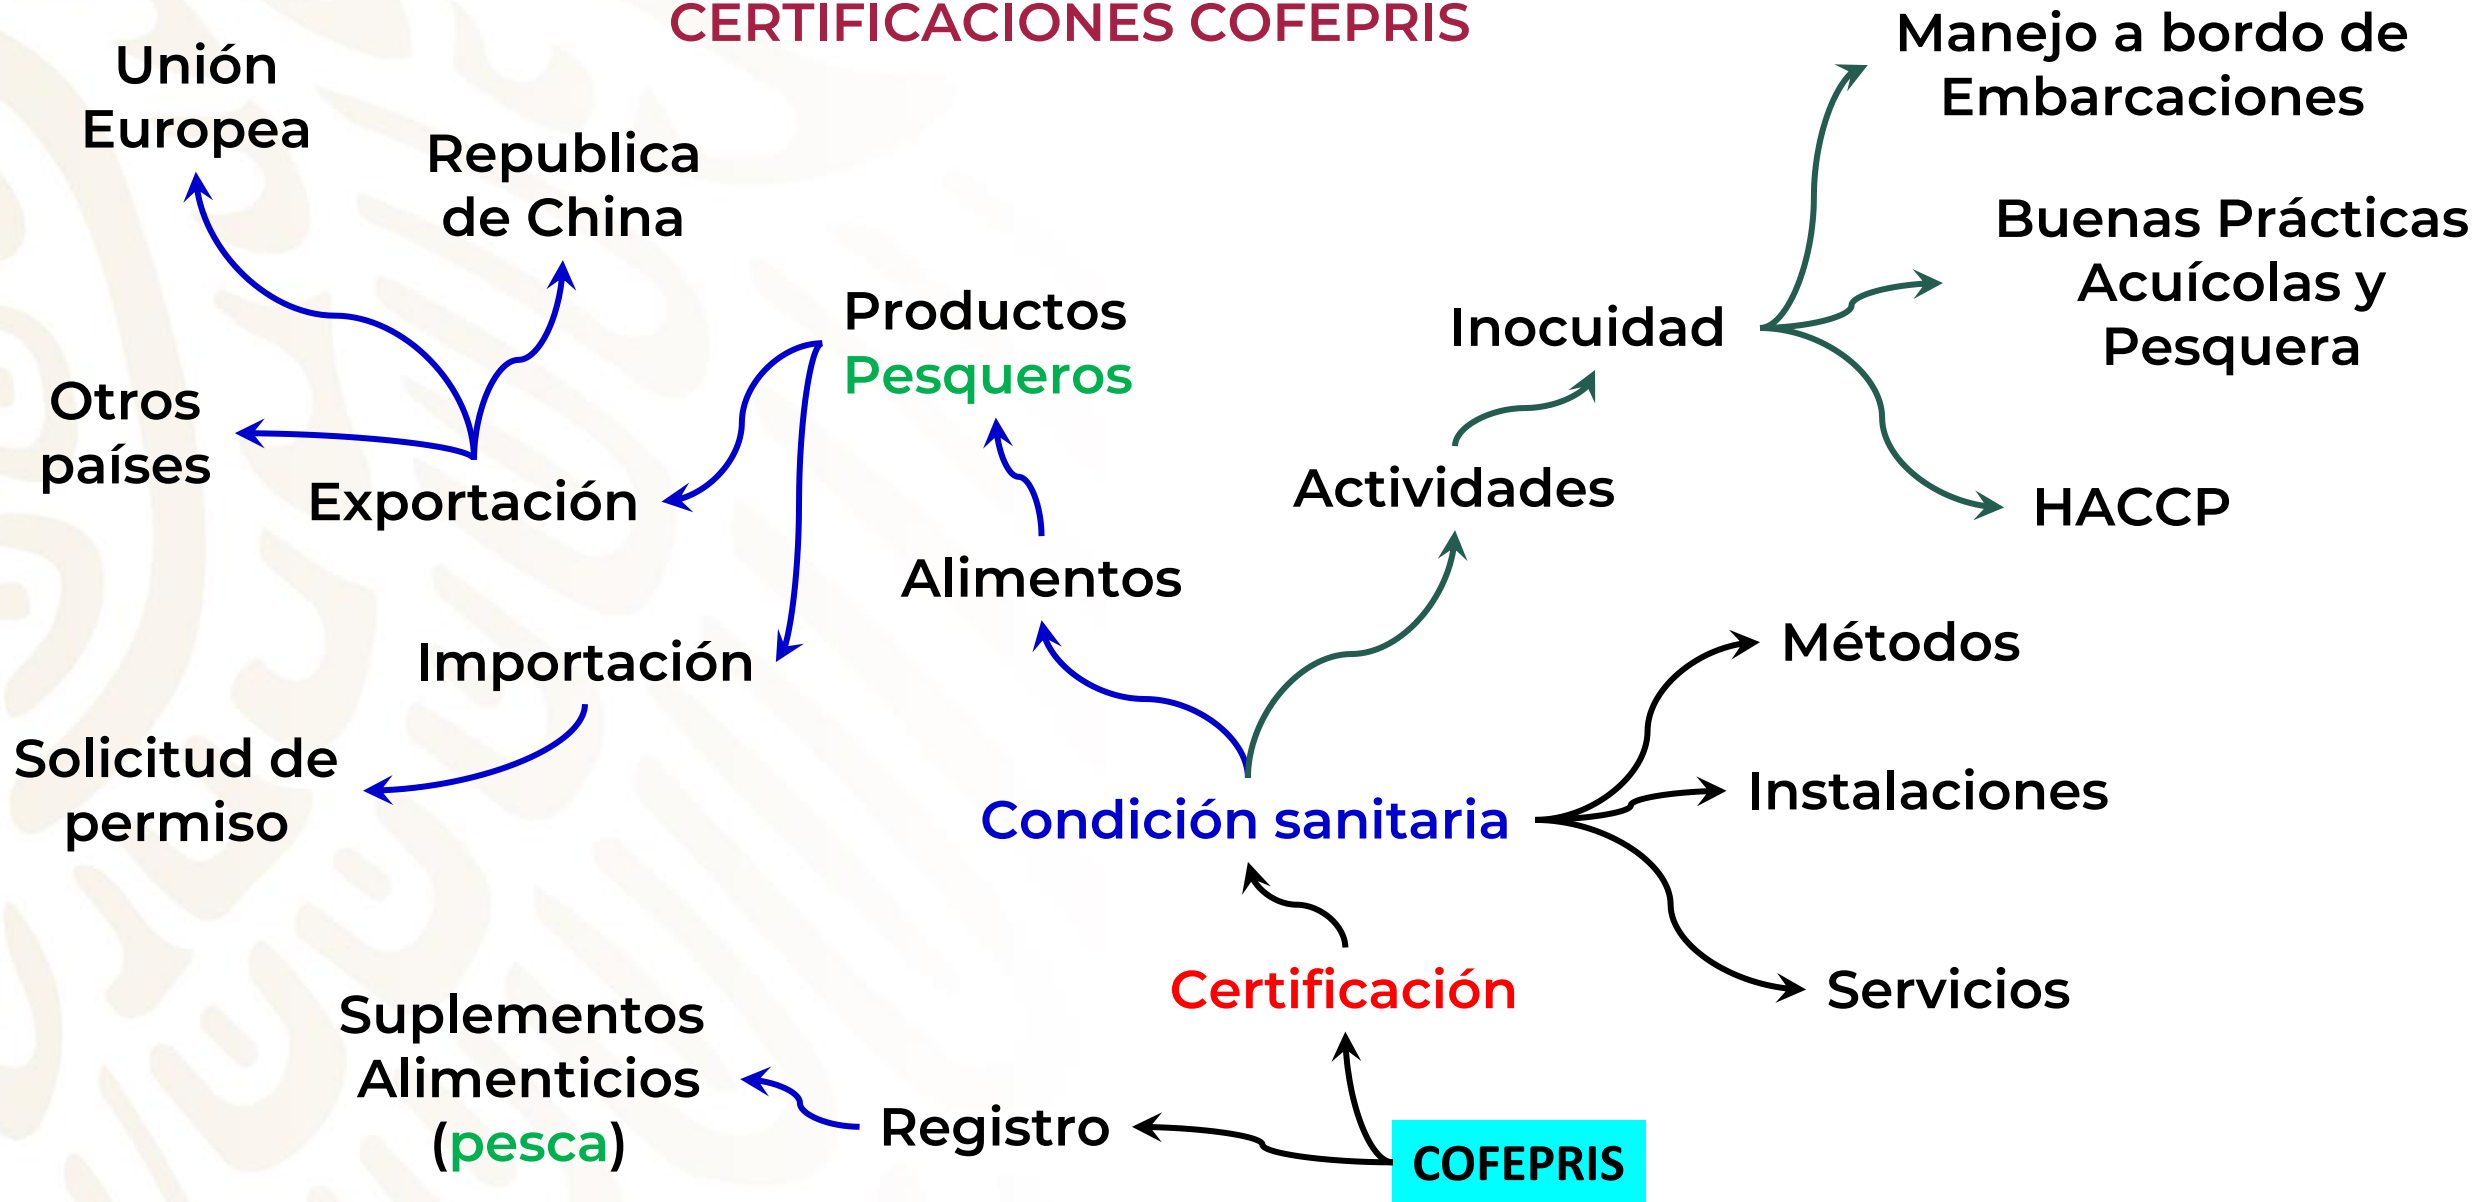 CERTIFICACIONES COFEPRIS
Unión
Europea
Republica
de China
Otros
países
Exportación
Productos
Pesqueros
Alimentos
Importación
Solicitud de
permiso
Manejo a bordo de
Embarcaciones
Buenas Prácticas
Acuícolas y
Pesquera
Inocuidad
HACCP
Actividades
Métodos
Instalaciones
Servicios
Condición sanitaria
Certificación
Suplementos
Alimenticios
(pesca)
Registro
COFEPRIS